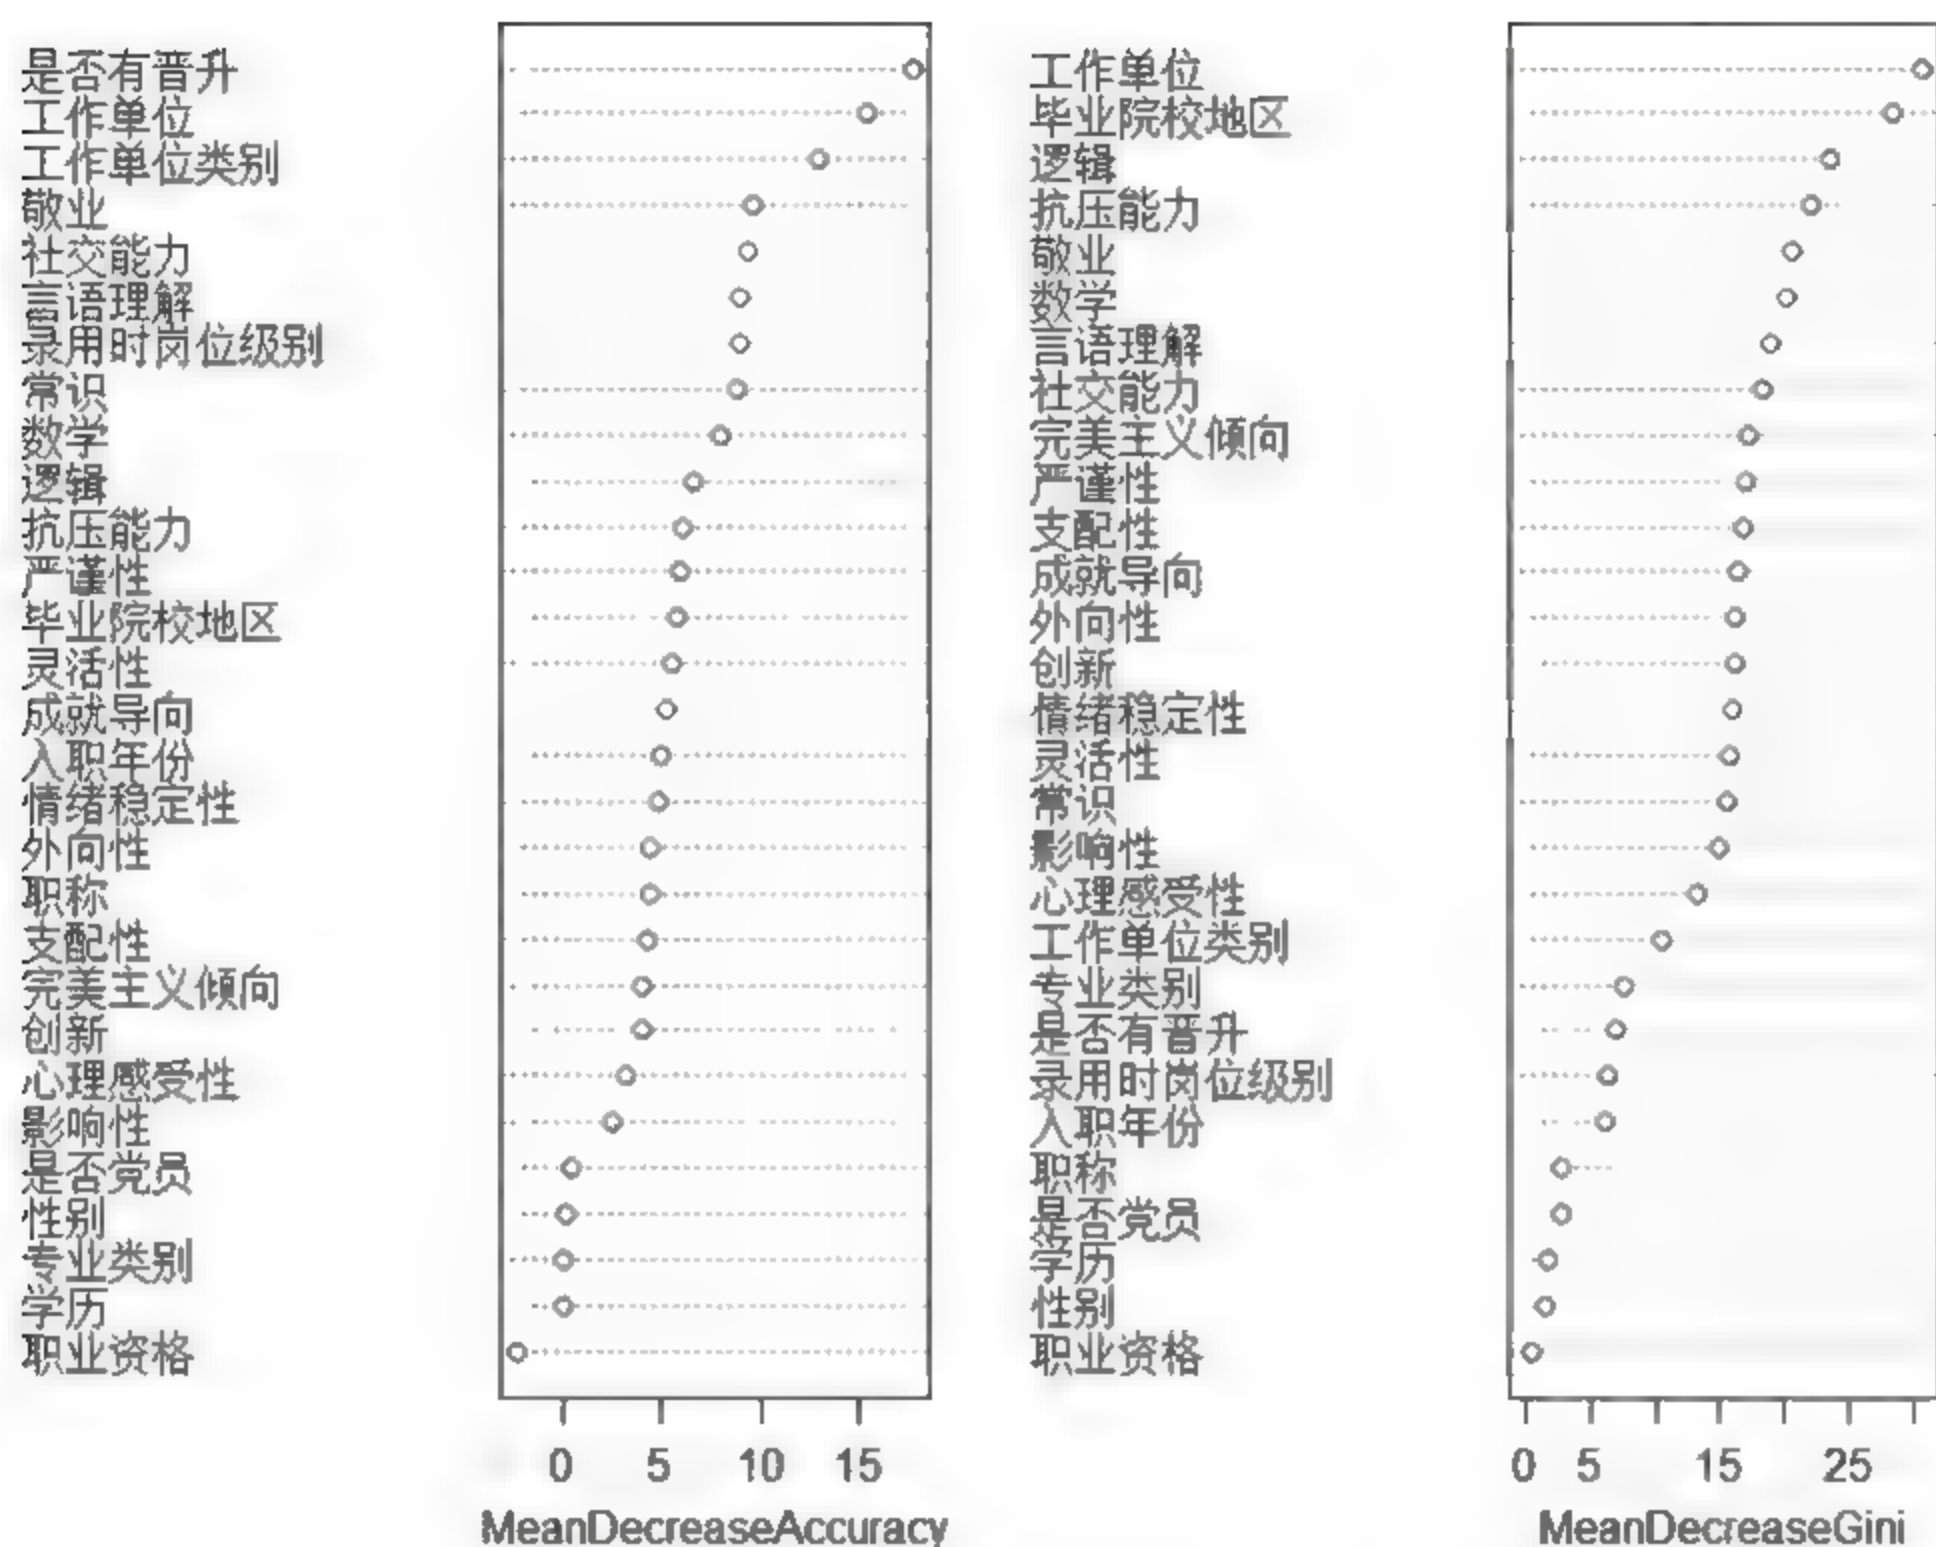 是否有晋升
工作单位
工作单位类别
敬业
社交能力
言语理解
录用时岗位级别
常识
数学
逻辑
抗压能力
严谨性
毕业院校地区
灵活性
成就导向
入职年份
情绪稳定性
外向性
职称
支配性
完美主义倾向
创新
心理感受性
影响性
是否党员
性别
专业类别
学历
职业资格
0 5 10 15
MeanDecreaseAccuracy
工作单位
毕业院校地区
逻辑
抗压能力
敬业
数学
言语理解
社交能力
完美主义倾向
严谨性
支配性
成就导向
外向性
创新
情绪稳定性
灵活性
常识
影响性
心理感受性
工作单位类别
专业类别
是否有晋升
录用时岗位级别
入职年份
职称
是否党员
学历
性别
职业资格
0 5 15 25
MeanDecreaseGini